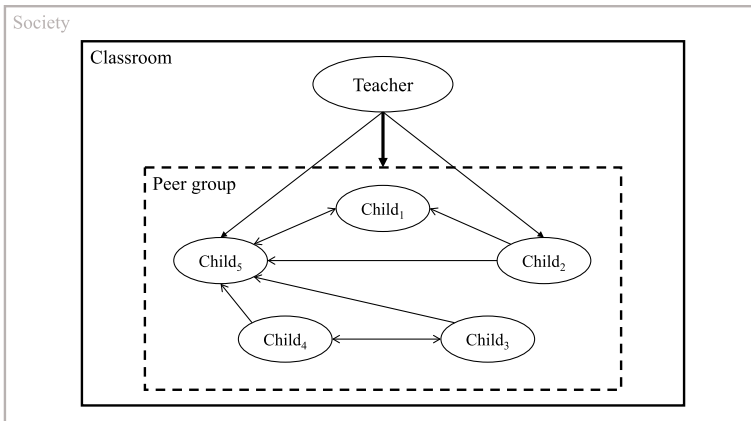 Society
Classroom
Teacher
Peer group
Child₁
Child₅
Child₂
Child₄
Child₃